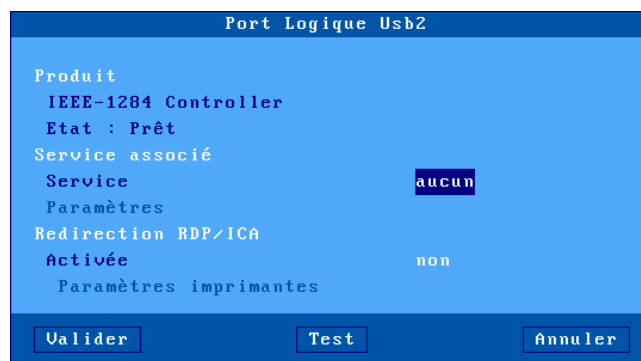 Port Logique Usb2
Produit
IEEE-1284 Controller
Etat : Prêt
Service associé
Service aucun
Paramètres
Redirection RDP/ICA
Activée non
Paramètres imprimantes
Valider Test Annuler